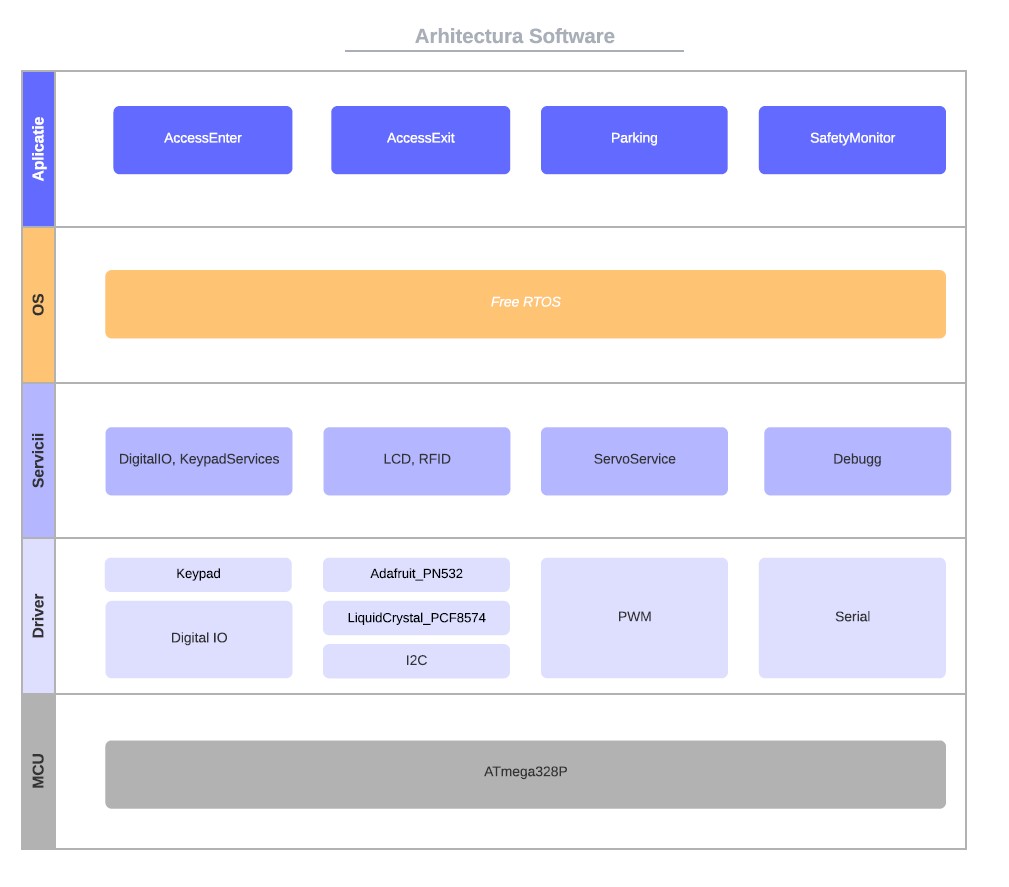 Arhitectura Software
Aplicatie
AccessEnter
AccessExit
Parking
SafetyMonitor
OS
Free RTOS
Servicii
DigitalIO, KeypadServices
LCD, RFID
ServoService
Debugg
Driver
Keypad
Digital IO
Adafruit_PN532
LiquidCrystal_PCF8574
I2C
PWM
Serial
MCU
ATmega328P